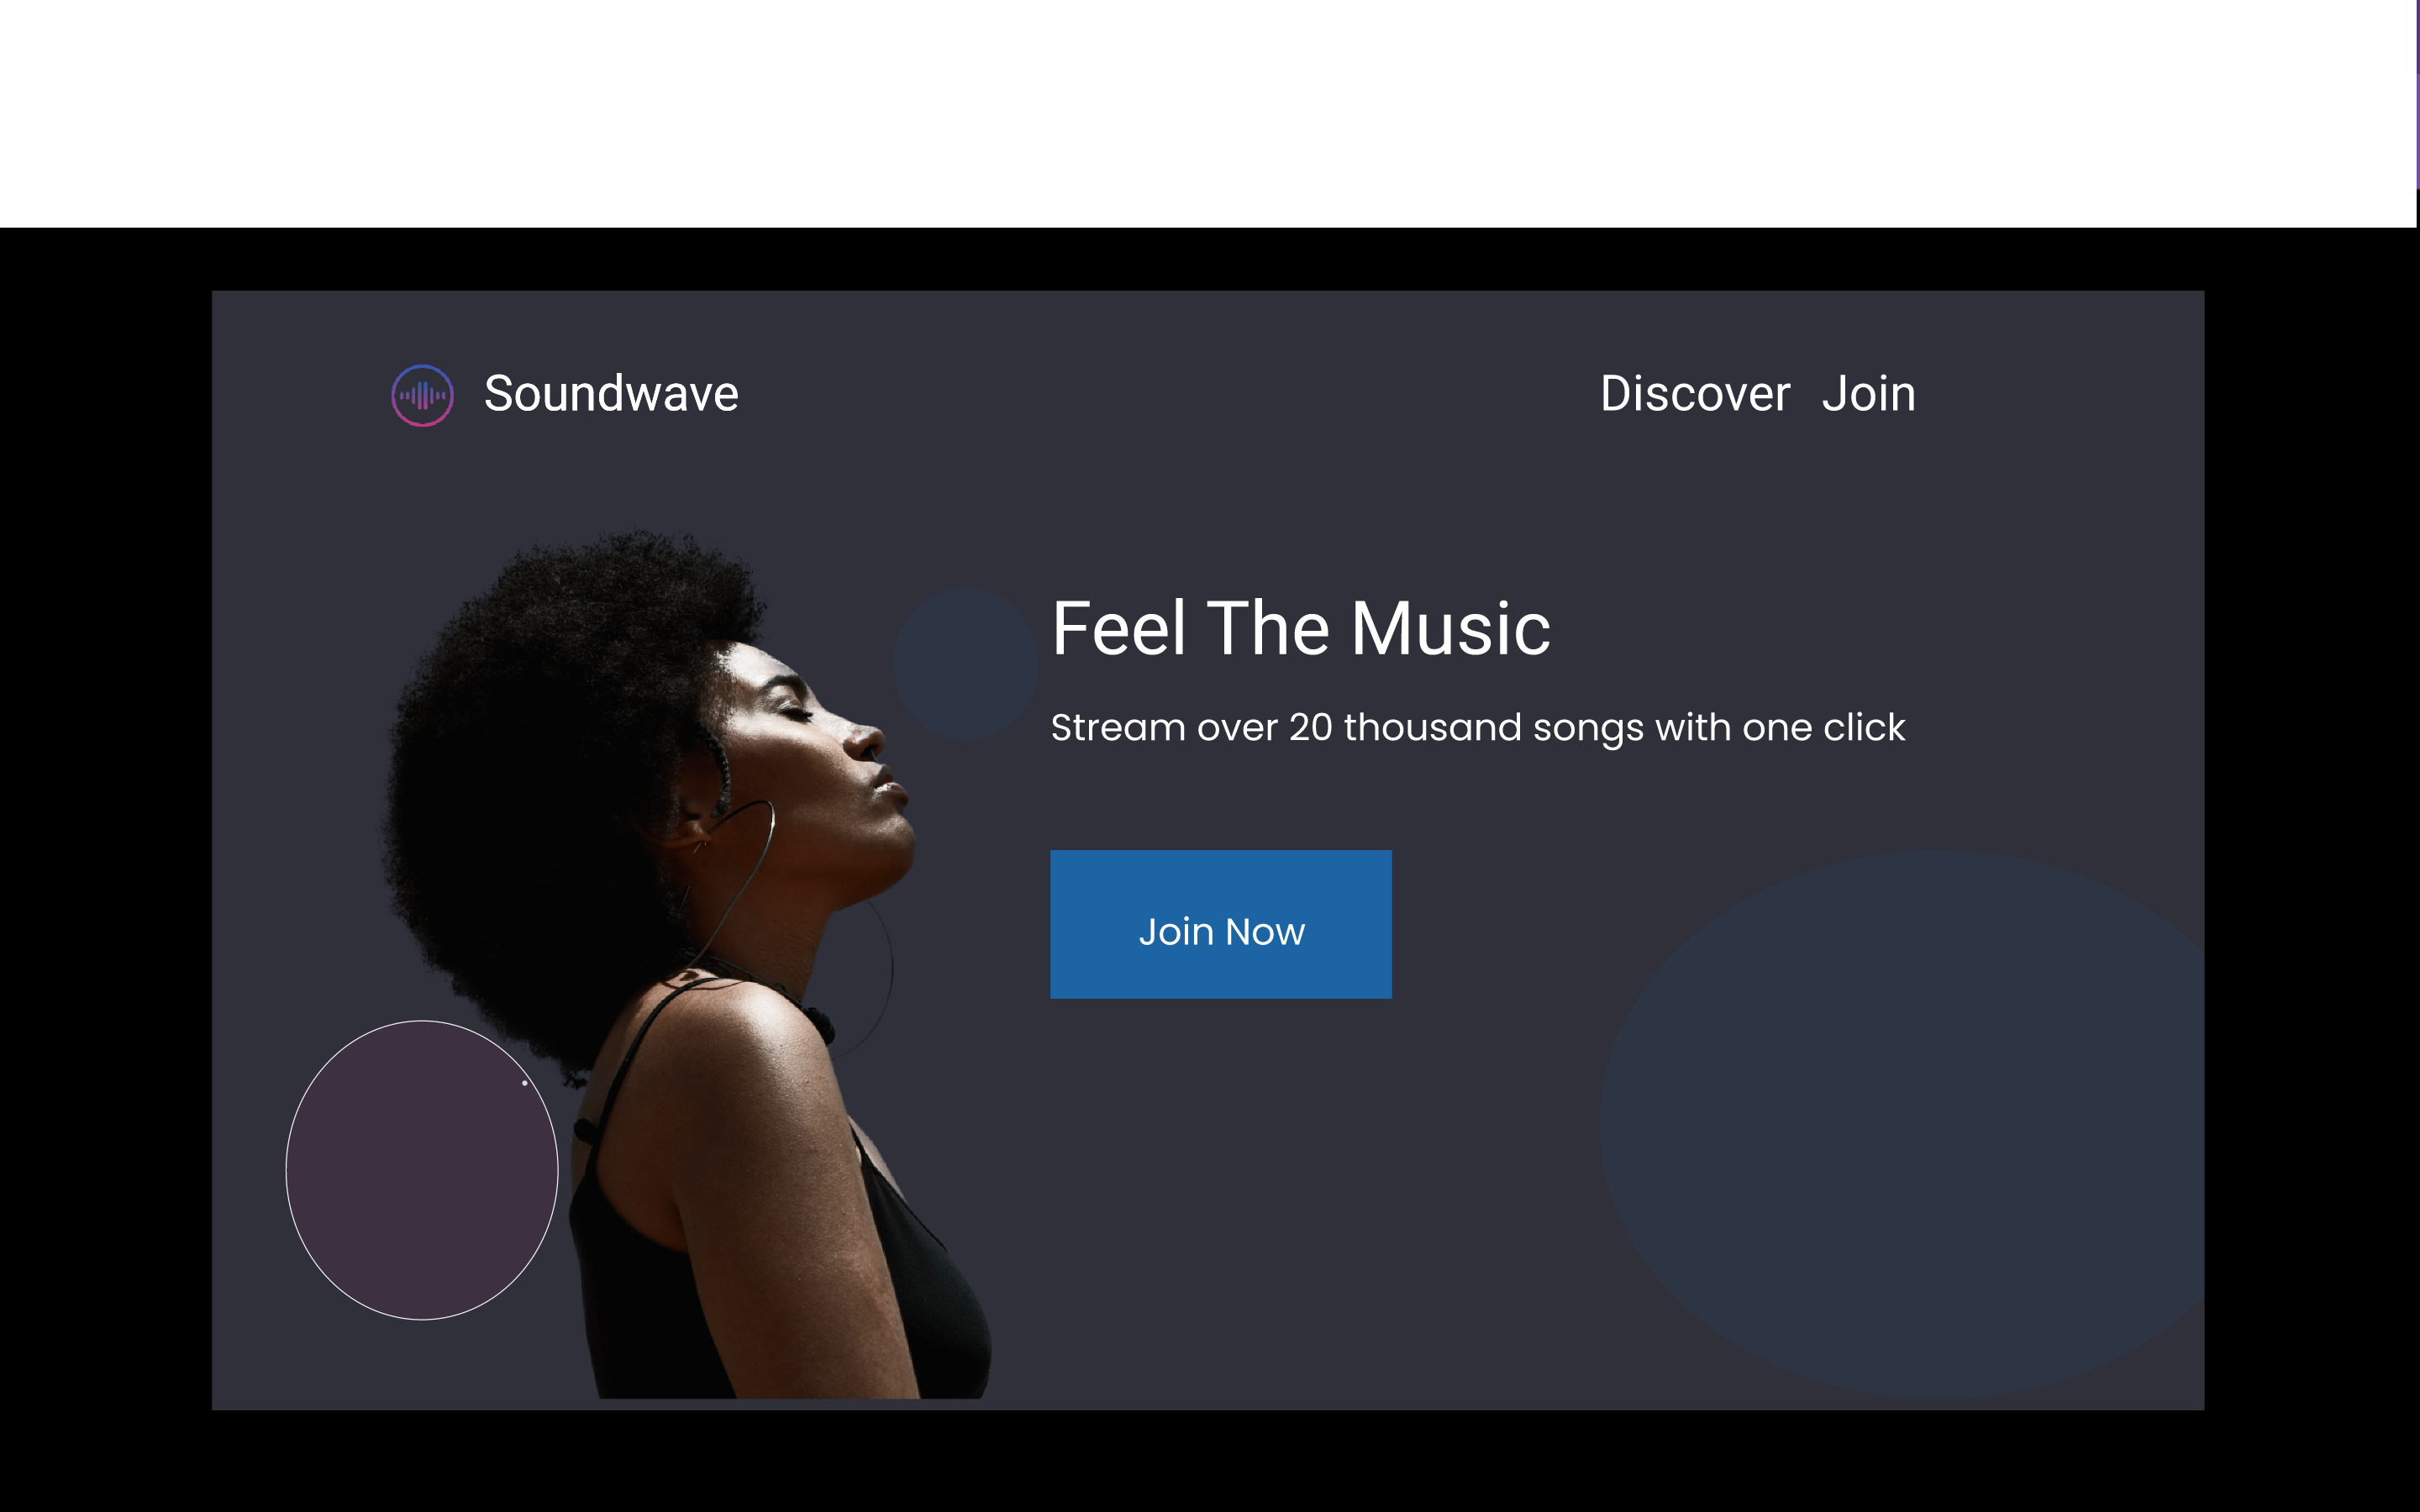 Soundwave
Discover Join
Feel The Music
Stream over 20 thousand songs with one click
Join Now